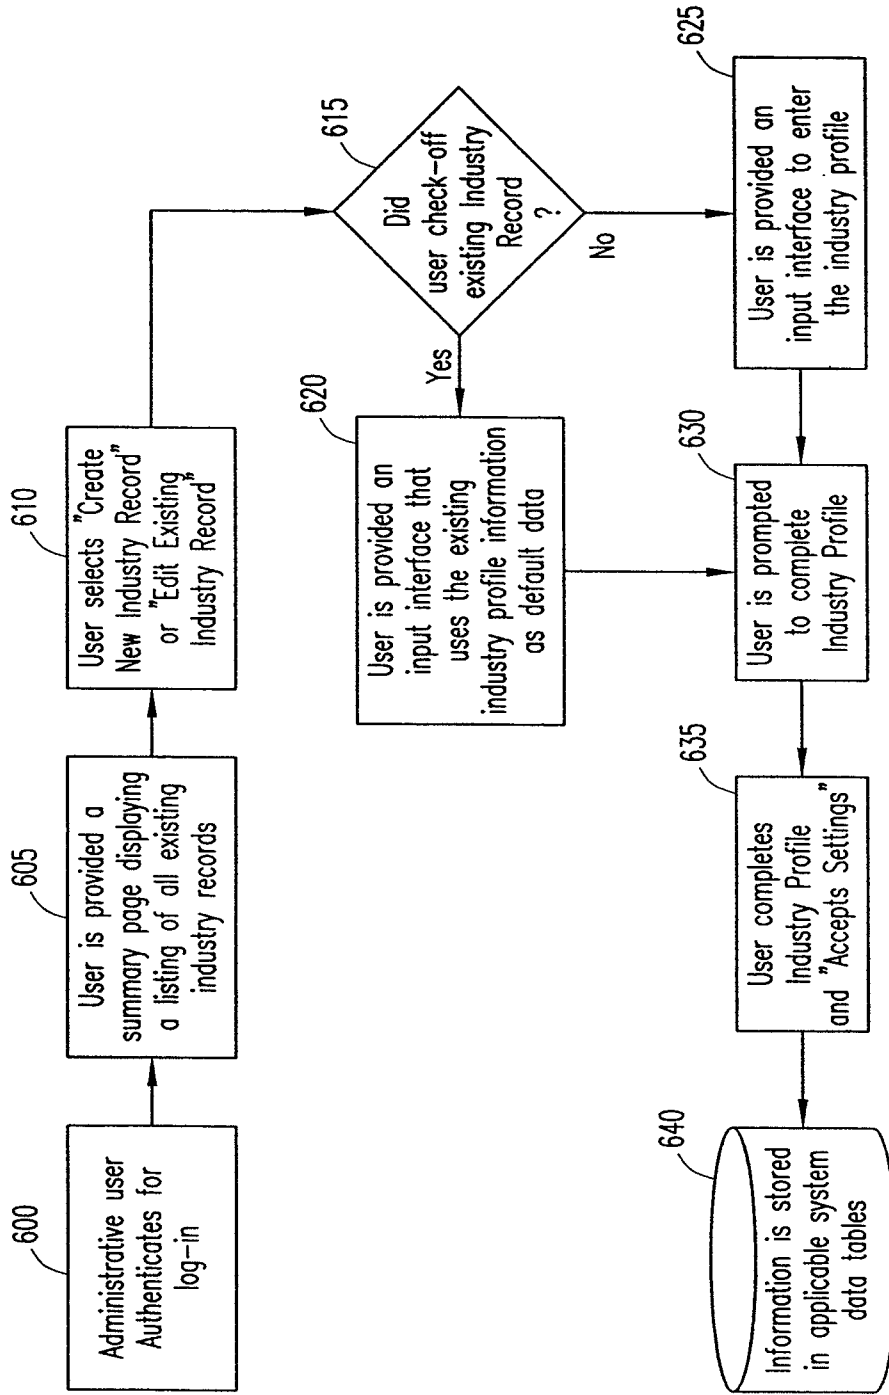 600
Administrative user
Authenticates for
log-in
605
User is provided a
summary page displaying
a listing of all existing
industry records
610
User selects "Create
New Industry Record"
or "Edit Existing
Industry Record"
615
Did
user check-off
existing Industry
Record
?
Yes
No
620
User is provided an
input interface that
uses the existing
industry profile information
as default data
625
User is provided an
input interface to enter
the industry profile
630
User is prompted
to complete
Industry Profile
635
User completes
Industry Profile
and "Accepts Settings"
640
Information is stored
in applicable system
data tables